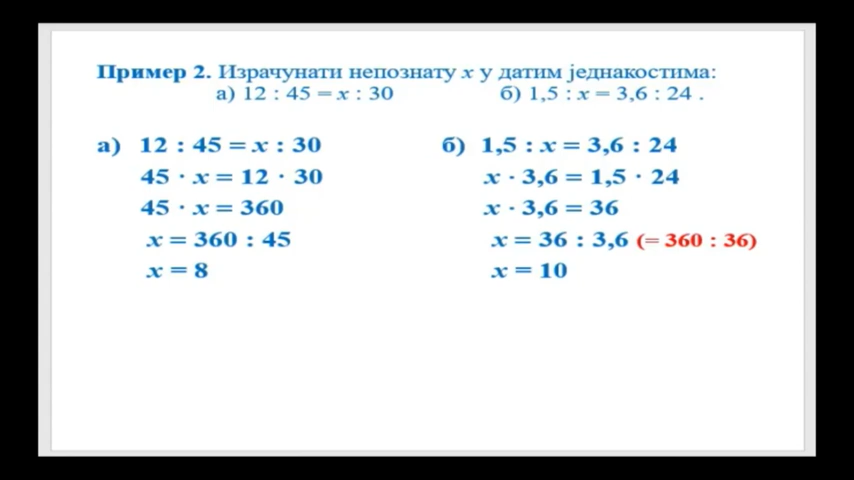 Пример 2. Израчунати непознату x у датим једнакостима:
а) 12 : 45 = x : 30 б) 1,5 : x = 3,6 : 24 .
а) 12 : 45 = x : 30
45 · x = 12 · 30
45 · x = 360
x = 360 : 45
x = 8
б) 1,5 : x = 3,6 : 24
x · 3,6 = 1,5 · 24
x · 3,6 = 36
x = 36 : 3,6 (= 360 : 36)
x = 10